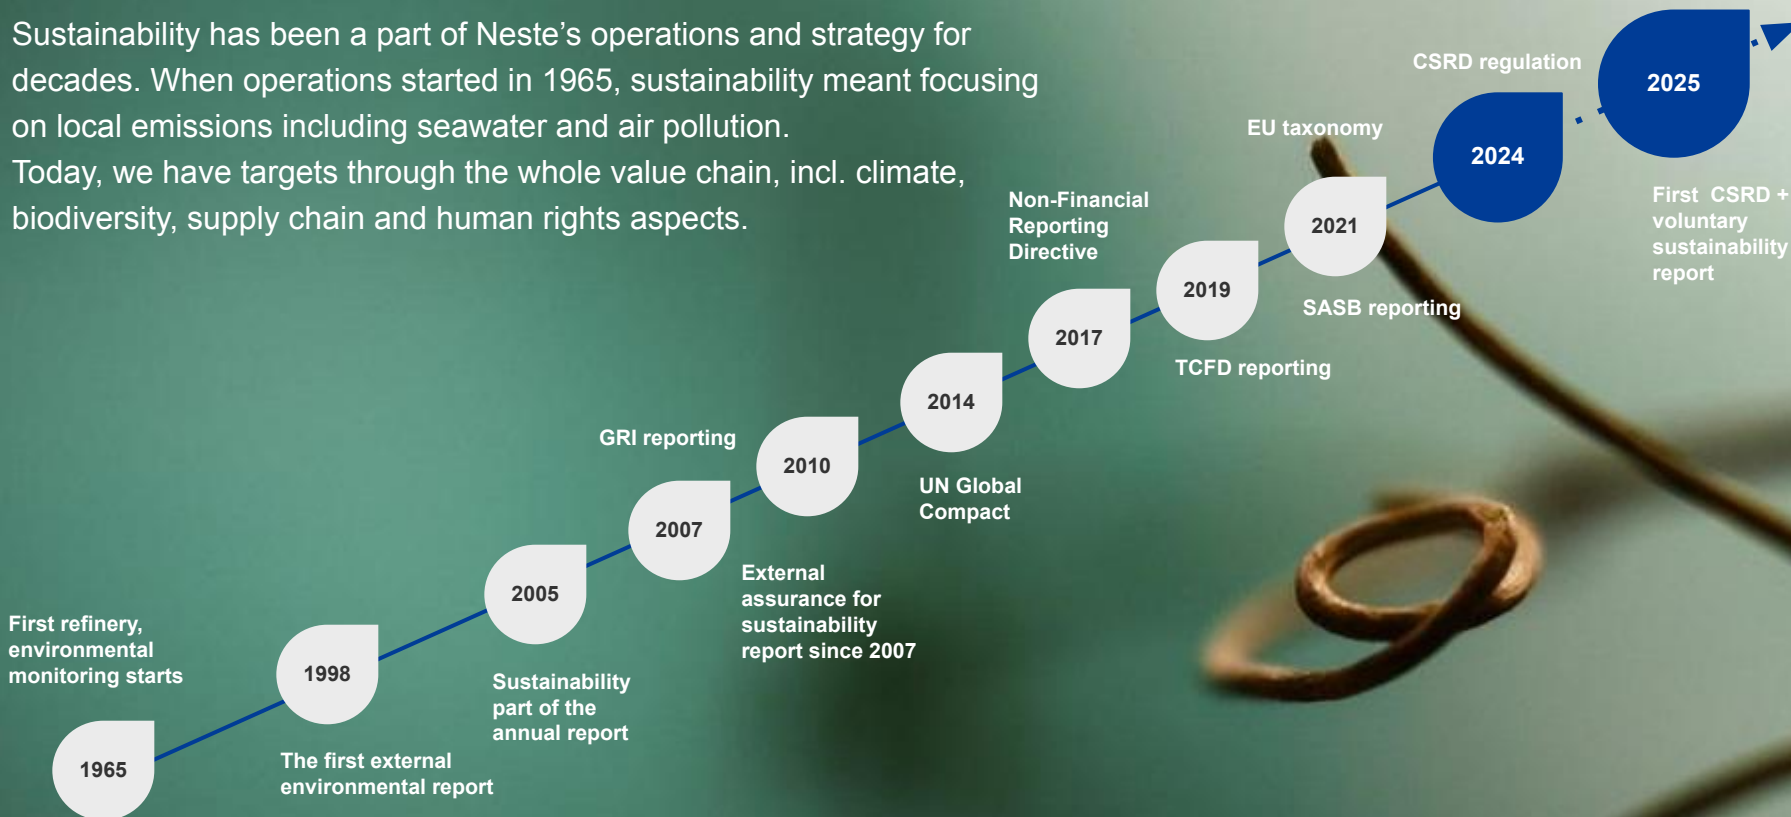 Sustainability has been a part of Neste's operations and strategy for
decades. When operations started in 1965, sustainability meant focusing
on local emissions including seawater and air pollution.
Today, we have targets through the whole value chain, incl. climate,
biodiversity, supply chain and human rights aspects.
First refinery,
environmental
monitoring starts
1965
1998
The first external
environmental report
2005
Sustainability
part of the
annual report
GRI reporting
2007
External
assurance for
sustainability
report since 2007
2010
2014
UN Global
Compact
Non-Financial
Reporting
Directive
2017
2019
TCFD reporting
EU taxonomy
2021
SASB reporting
CSRD regulation
2024
2025
First CSRD +
voluntary
sustainability
report